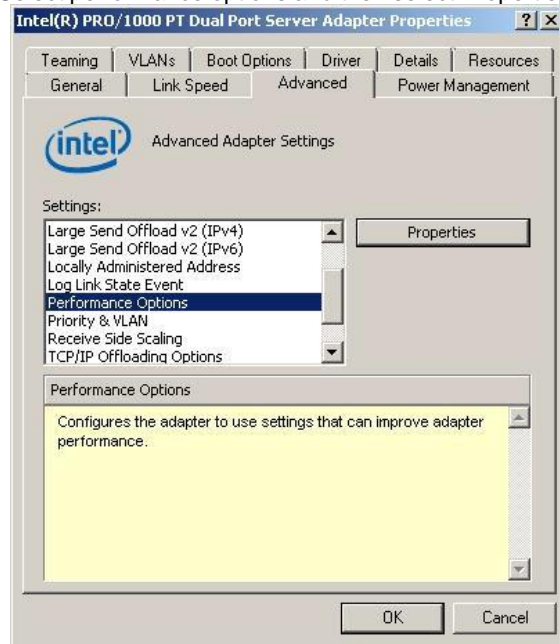 Intel(R) PRO/1000 PT Dual Port Server Adapter Properties
Teaming VLANs Boot Options Driver Details Resources
General Link Speed Advanced Power Management
intel Advanced Adapter Settings
Settings:
Large Send Offload v2 (IPv4)
Large Send Offload v2 (IPv6)
Locally Administered Address
Log Link State Event
Performance Options
Priority & VLAN
Receive Side Scaling
TCP/IP Offloading Options
Properties
Performance Options
Configures the adapter to use settings that can improve adapter
performance.
OK Cancel